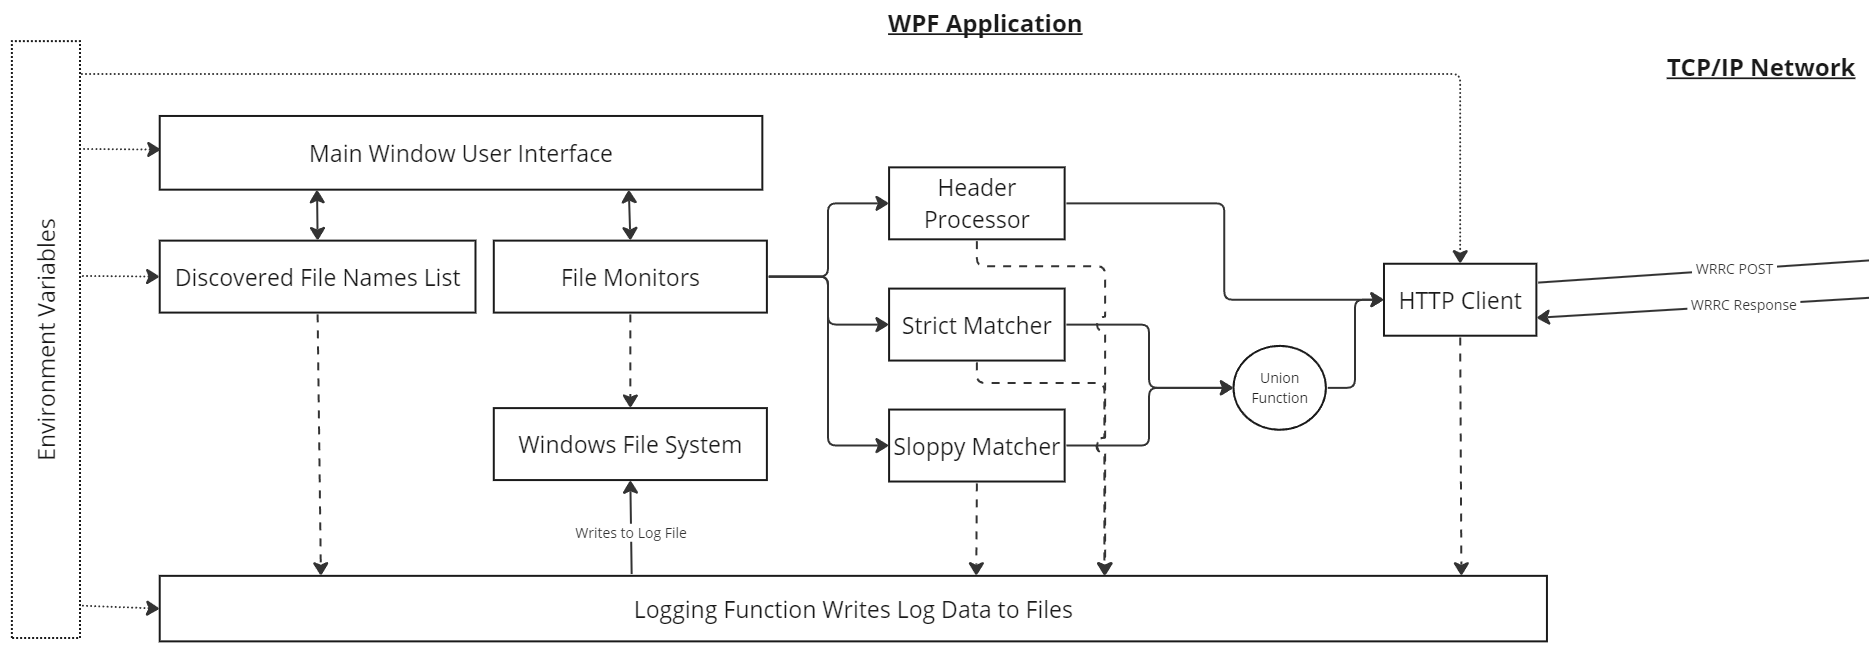 WPF Application
TCP/IP Network
Environment Variables
Main Window User Interface
Discovered File Names List
File Monitors
Header
Processor
Strict Matcher
Sloppy Matcher
Union
Function
HTTP Client
WRRC POST
WRRC Response
Windows File System
Writes to Log File
Logging Function Writes Log Data to Files